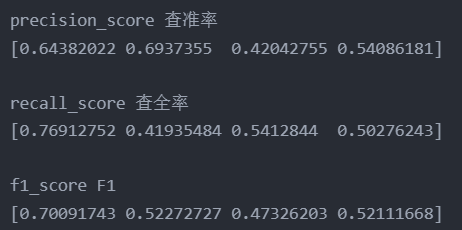 precision_score 查准率
[0.64382022 0.6937355  0.42042755 0.54086181]
recall_score 查全率
[0.76912752 0.41935484 0.5412844  0.50276243]
f1_score F1
[0.70091743 0.52272727 0.47326203 0.52111668]